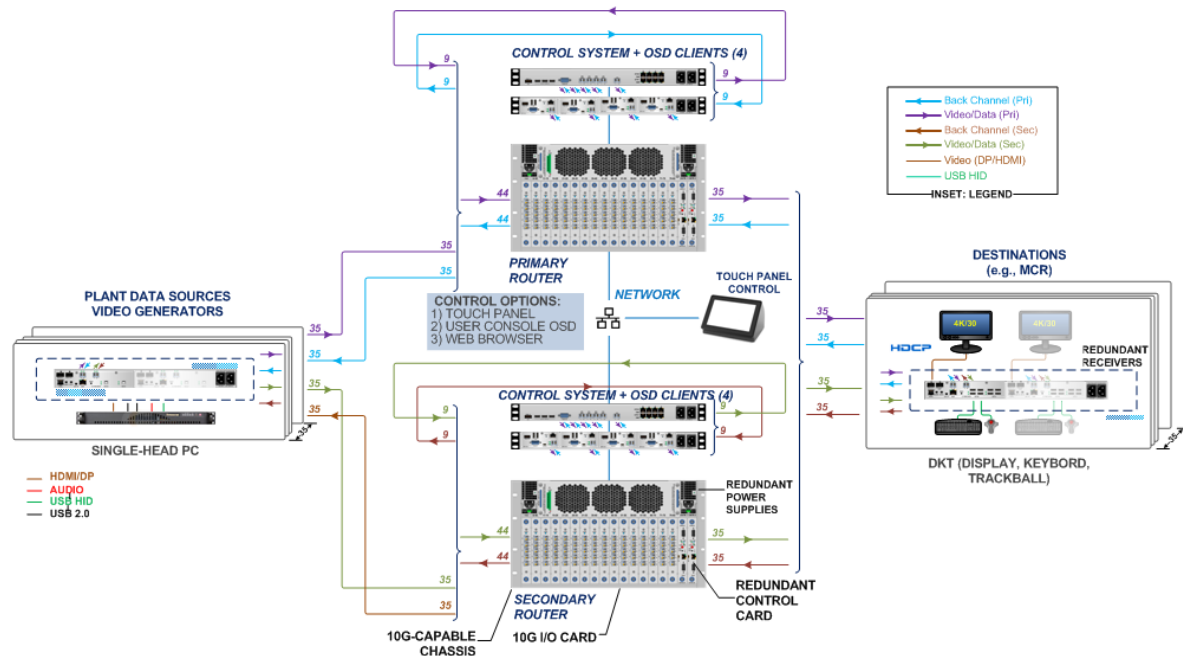 9
9
CONTROL SYSTEM + OSD CLIENTS (4)
9
9
Back Channel (Pri)
Video/Data (Pri)
Back Channel (Sec)
Video/Data (Sec)
Video (DP/HDMI)
USB HID
INSET: LEGEND
44
44
35
35
35
35
PRIMARY
ROUTER
CONTROL OPTIONS:
1) TOUCH PANEL
2) USER CONSOLE OSD
3) WEB BROWSER
NETWORK
TOUCH PANEL
CONTROL
PLANT DATA SOURCES
VIDEO GENERATORS
35
35
35
35
SINGLE-HEAD PC
35
HDMI/DP
AUDIO
USB HID
USB 2.0
DESTINATIONS
(e.g., MCR)
35
35
35
35
4K/30
4K/30
HDCP
REDUNDANT
RECEIVERS
35
DKT (DISPLAY, KEYBORD,
TRACKBALL)
CONTROL SYSTEM + OSD CLIENTS (4)
9
9
9
9
REDUNDANT
POWER
SUPPLIES
44
44
35
35
35
35
SECONDARY
ROUTER
REDUNDANT
CONTROL
CARD
10G-CAPABLE
CHASSIS
10G I/O CARD